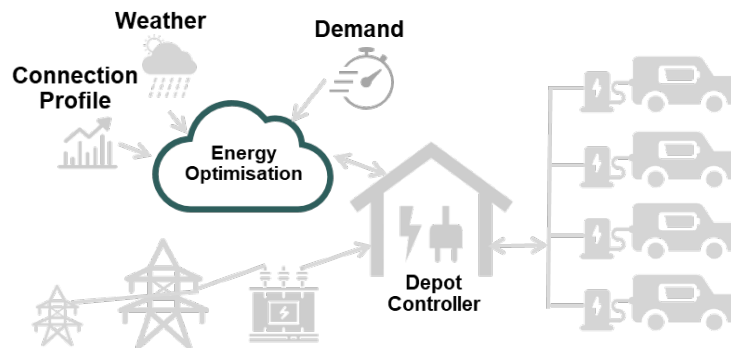 Weather
Demand
Connection
Profile
Energy
Optimisation
Depot
Controller